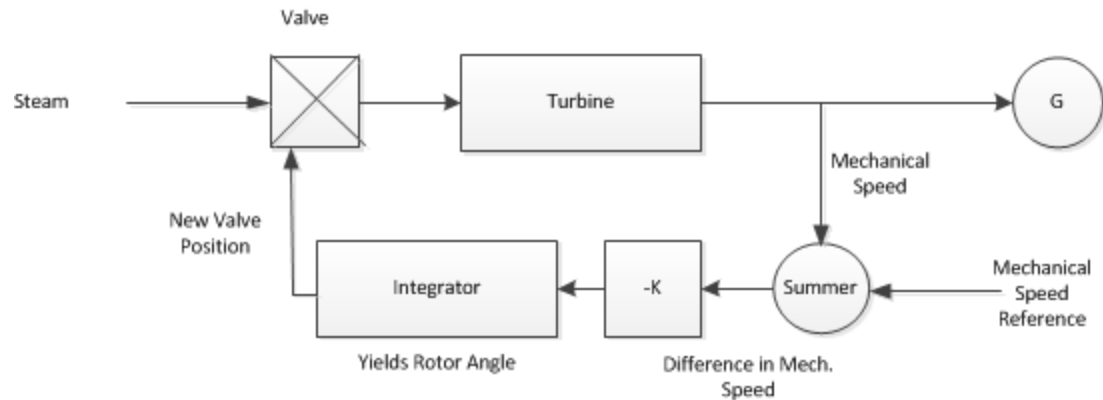 Valve
Steam
Turbine
G
Mechanical
Speed
New Valve
Position
Integrator
-K
Summer
Mechanical
Speed
Reference
Yields Rotor Angle
Difference in Mech.
Speed